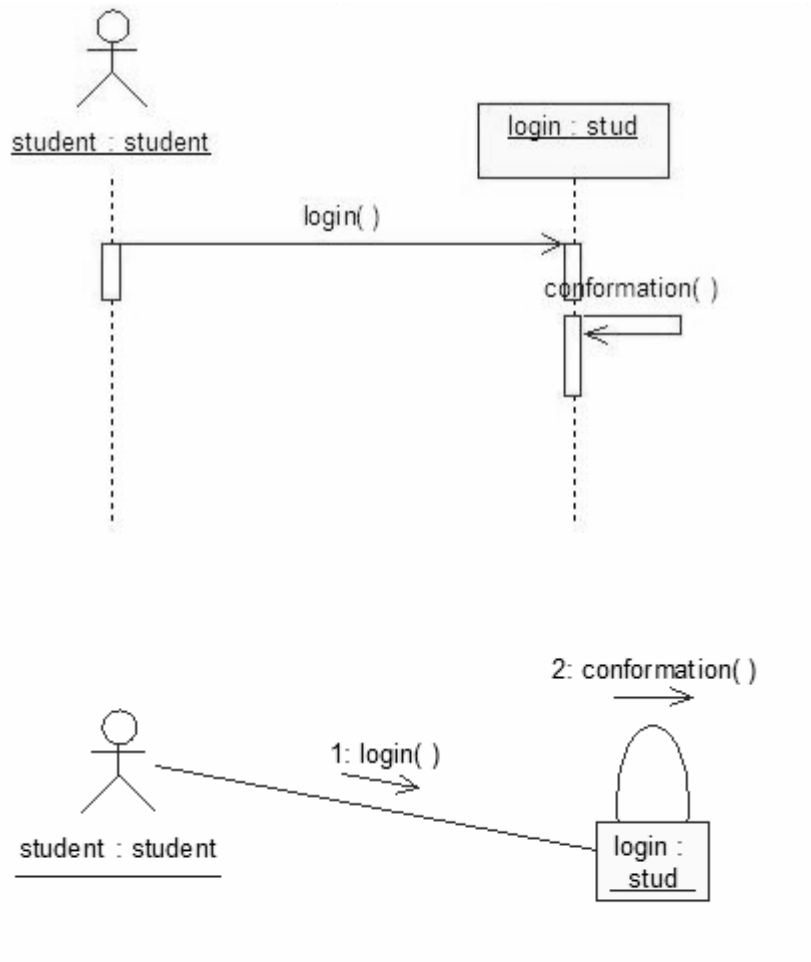 student : student
login : stud
login( )
conformation( )
2: conformation( )
1: login( )
student : student
login :
stud